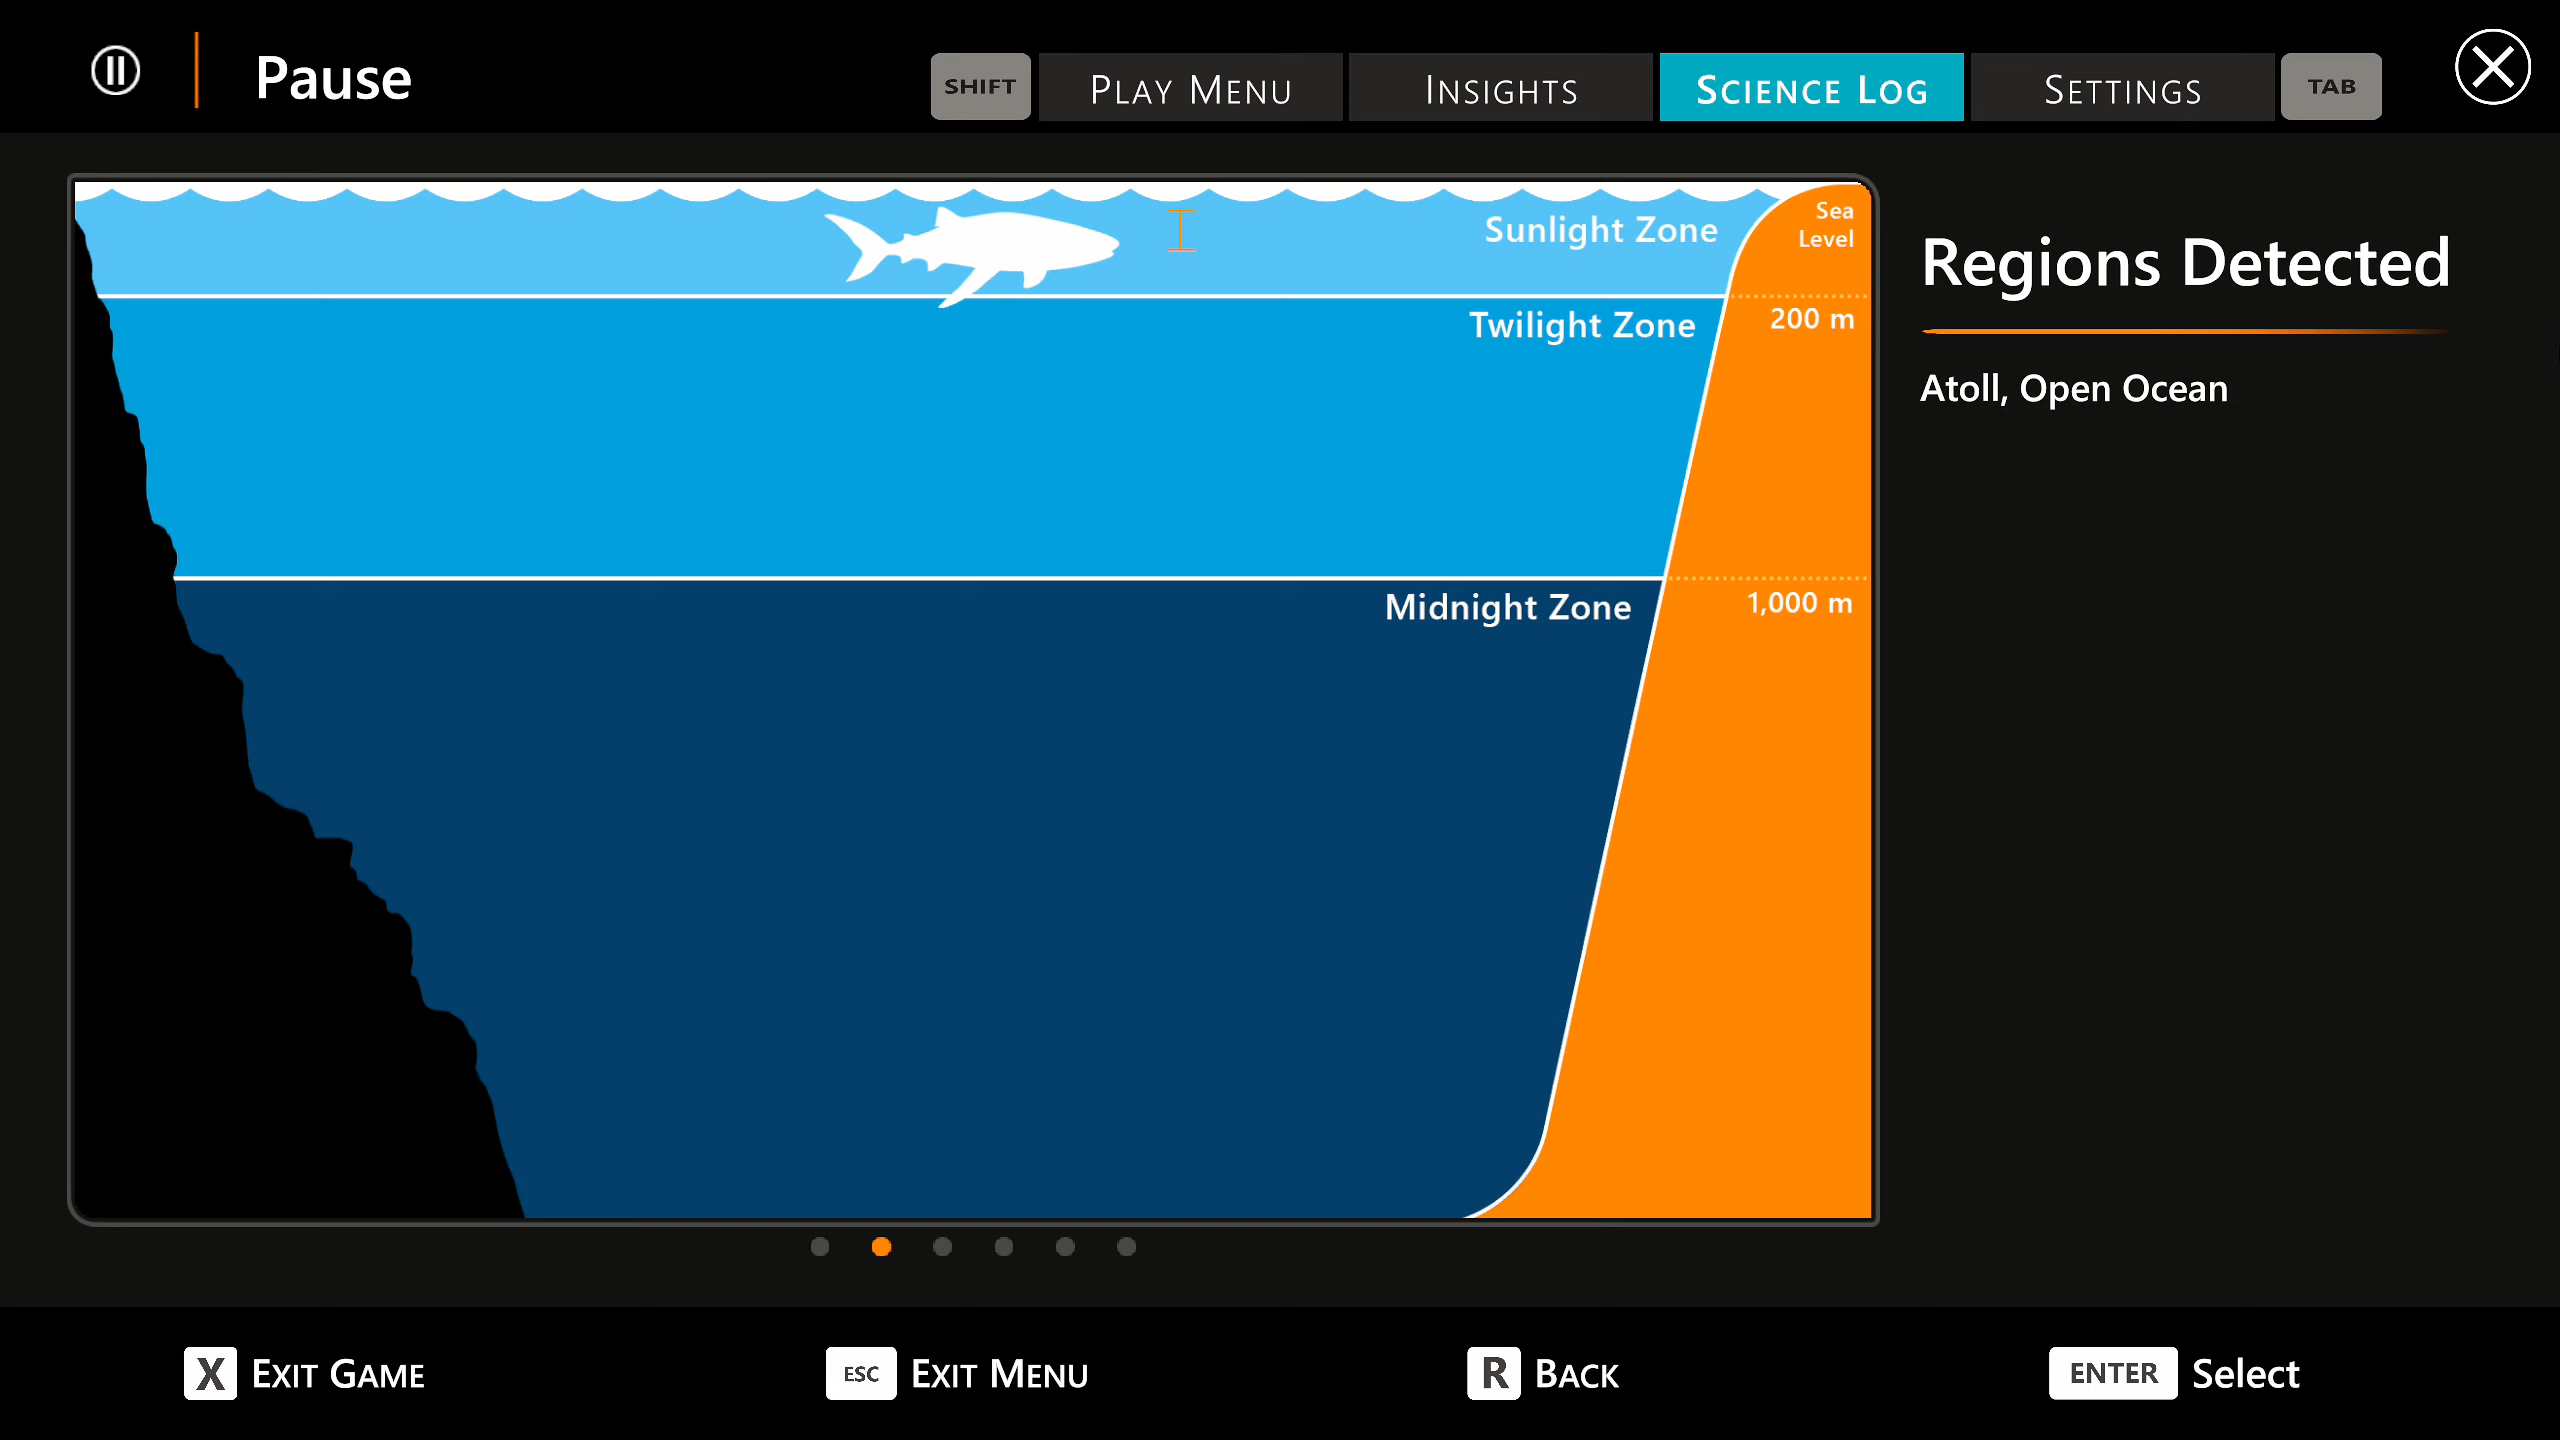 Pause
SHIFT
PLAY MENU
INSIGHTS
SCIENCE LOG
SETTINGS
TAB
Sunlight Zone
Sea
Level
Twilight Zone
200 m
Midnight Zone
1,000 m
Regions Detected
Atoll, Open Ocean
X EXIT GAME
ESC EXIT MENU
R BACK
ENTER Select